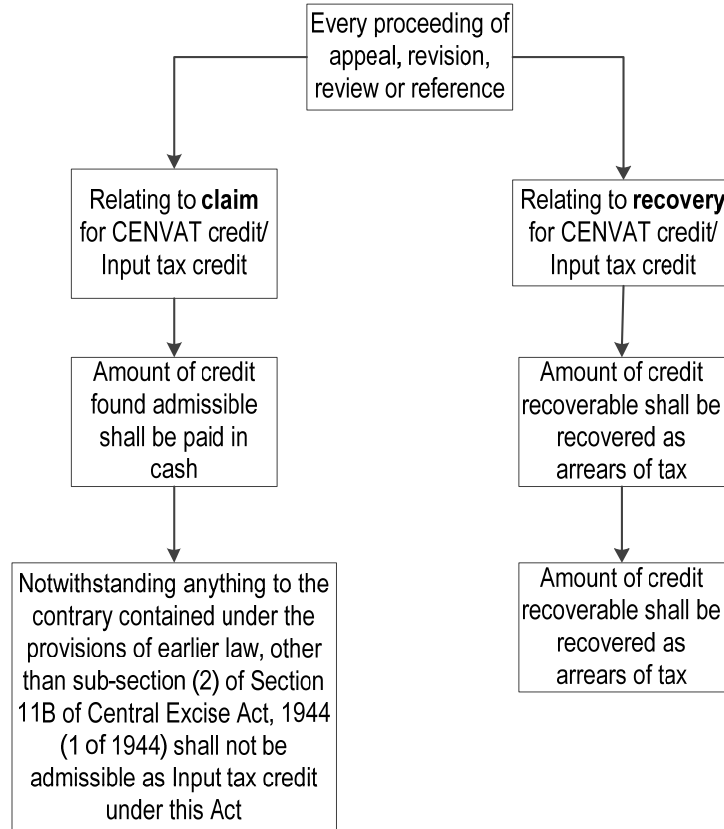 Every proceeding of
appeal, revision,
review or reference
Relating to claim
for CENVAT credit/
Input tax credit
Amount of credit
found admissible
shall be paid in
cash
Notwithstanding anything to the
contrary contained under the
provisions of earlier law, other
than sub-section (2) of Section
11B of Central Excise Act, 1944
(1 of 1944) shall not be
admissible as Input tax credit
under this Act
Relating to recovery
for CENVAT credit/
Input tax credit
Amount of credit
recoverable shall be
recovered as
arrears of tax
Amount of credit
recoverable shall be
recovered as
arrears of tax